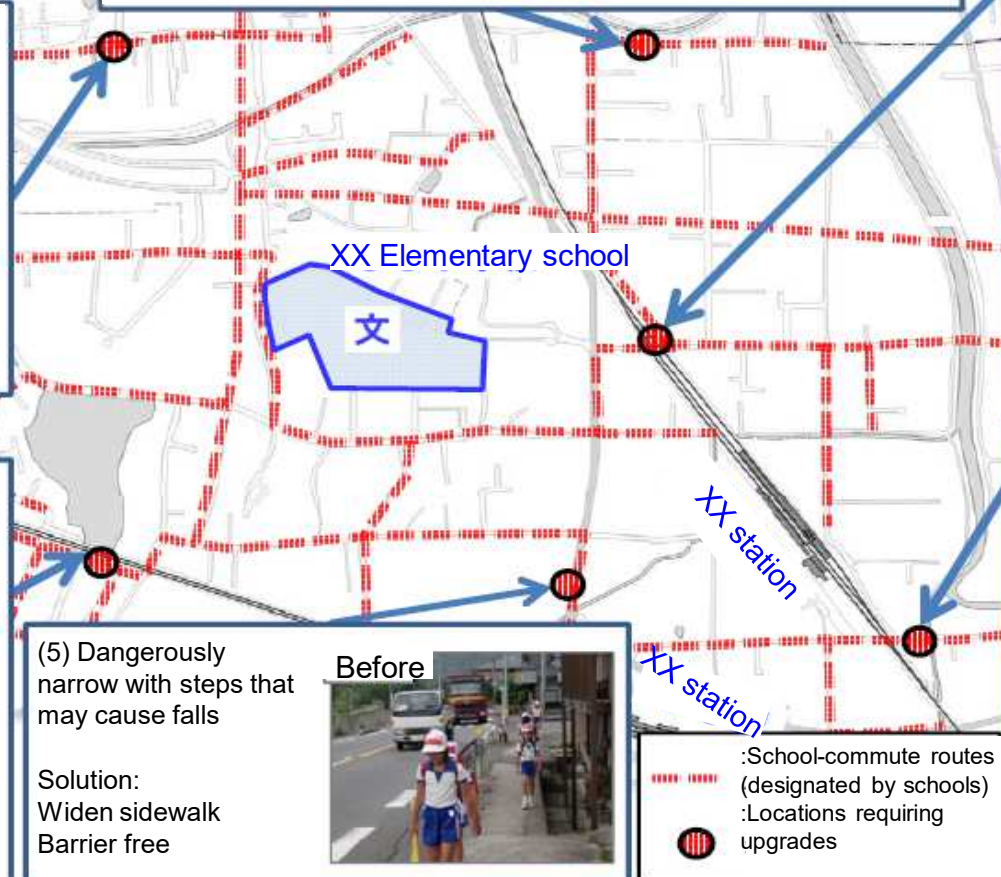 XX Elementary school
文
XX station
XX station
(5) Dangerously
narrow with steps that
may cause falls
Solution:
Widen sidewalk
Barrier free
Before
:School-commute routes
(designated by schools)
:Locations requiring
upgrades